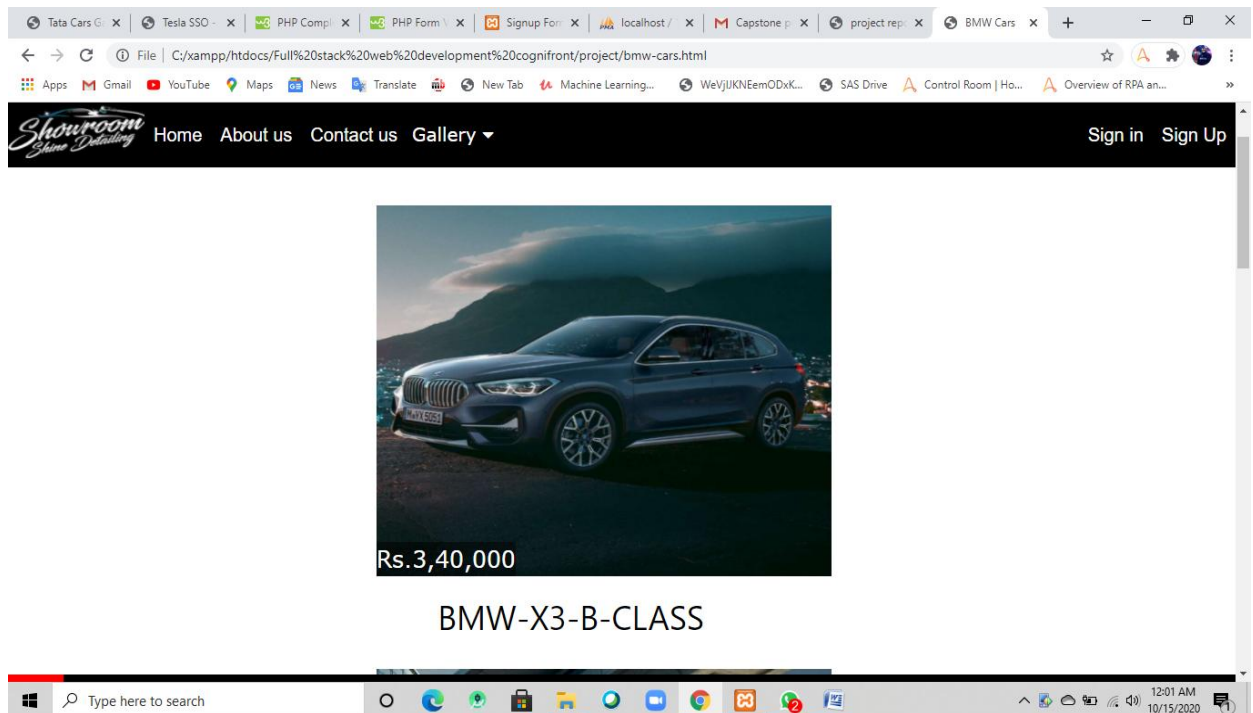 Tata Cars Ga
Tesla SSO -
PHP Compl
PHP Form V
Signup Forr
localhost /
Capstone p
project repo
BMW Cars
File | C:/xampp/htdocs/Full%20stack%20web%20development%20cognifront/project/bmw-cars.html
Apps Gmail YouTube Maps News Translate New Tab Machine Learning... WeVjUKNEemODxK... SAS Drive Control Room | Ho... Overview of RPA an... »
Showroom
Shine Detailing
Home About us Contact us Gallery Sign in Sign Up
Rs.3,40,000
BMW-X3-B-CLASS
Type here to search
12:01 AM
10/15/2020